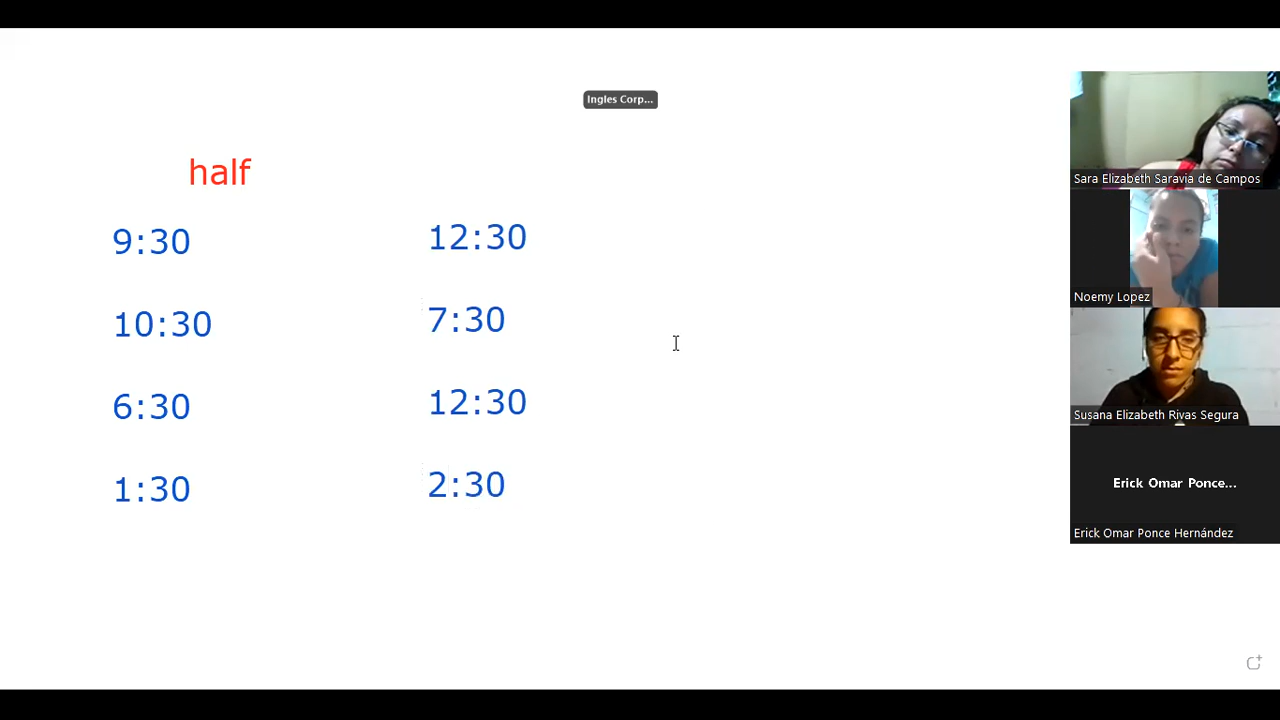 Ingles Corp...
half
9:30
10:30
6:30
1:30
12:30
7:30
12:30
2:30
Sara Elizabeth Saravia de Campos
Noemy Lopez
Susana Elizabeth Rivas Segura
Erick Omar Ponce...
Erick Omar Ponce Hernández